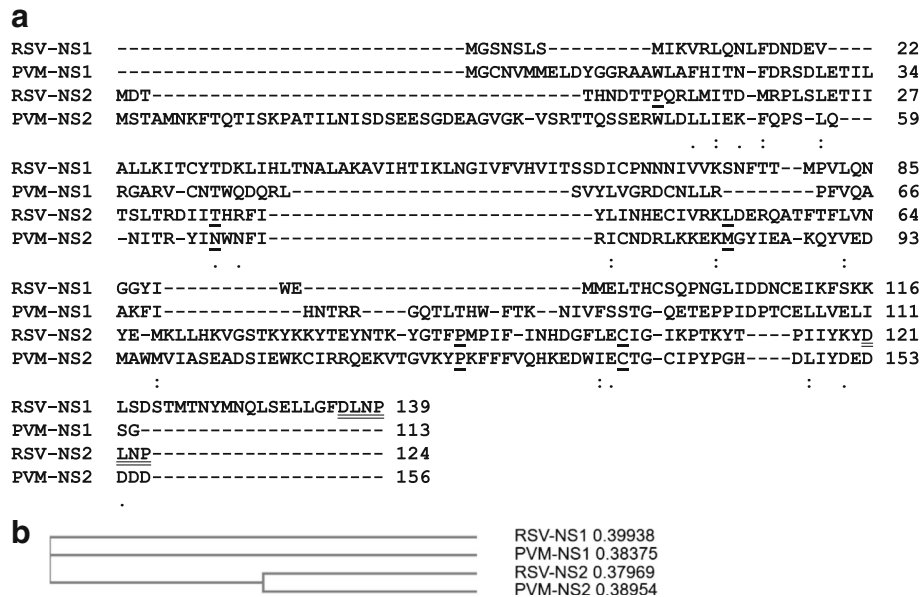 a
RSV-NS1 ------------------------------MGSNSLS---------MIKVRLQNLFDNDEV---- 22
PVM-NS1 ------------------------------MGCNVMMELDYGGRAAWLAFHITN-FDRSDLETIL 34
RSV-NS2 MDT-------------------------------------THNDTTPQRLMITD-MRPLSLETII 27
PVM-NS2 MSTAMNKFTQTISKPATILNISDSEESGDEAGVGK-VSRTTQSSERWLDLLIEK-FQPS-LQ--- 59
. : . : :
RSV-NS1 ALLKITCYTDKLIHLTNALAKAVIHTIKLNGIVFVHVITSSDICPNNNIVVKSNFTT--MPVLQN 85
PVM-NS1 RGARV-CNTWQDQRL------------------------SVYLVGRDCNLLR--------PFVQA 66
RSV-NS2 TSLTRDIITHRFI----------------------------YLINHECIVRKLDERQATFTFLVN 64
PVM-NS2 -NITR-YINWNFI----------------------------RICNDRLKKEKMGYIEA-KQYVED 93
. . : : :
RSV-NS1 GGYI----------WE------------------------MMELTHCSQPNGLIDDNCEIKFSKK 116
PVM-NS1 AKFI------------HNTRR----GQTLTHW-FTK-NIVFSSTG-QETEPPIDPTCELLVELI 111
RSV-NS2 YE-MKLLHKVGSTKYKKYTEYNTK-YGTFPMPIF-INHDGFLECIG-IKPTKYT----PIIYKYD 121
PVM-NS2 MAWMVIASEADSIEWKCIRRQEKVTGVKYPKFFFVQHKEDWIECTG-CIPYPGH----DLIYDED 153
: :. : .
RSV-NS1 LSDSTMTNYMNQLSELLGFDLNP 139
PVM-NS1 SG--------------------- 113
RSV-NS2 LNP-------------------- 124
PVM-NS2 DDD-------------------- 156
.
b
RSV-NS1 0.39938
PVM-NS1 0.38375
RSV-NS2 0.37969
PVM-NS2 0.38954